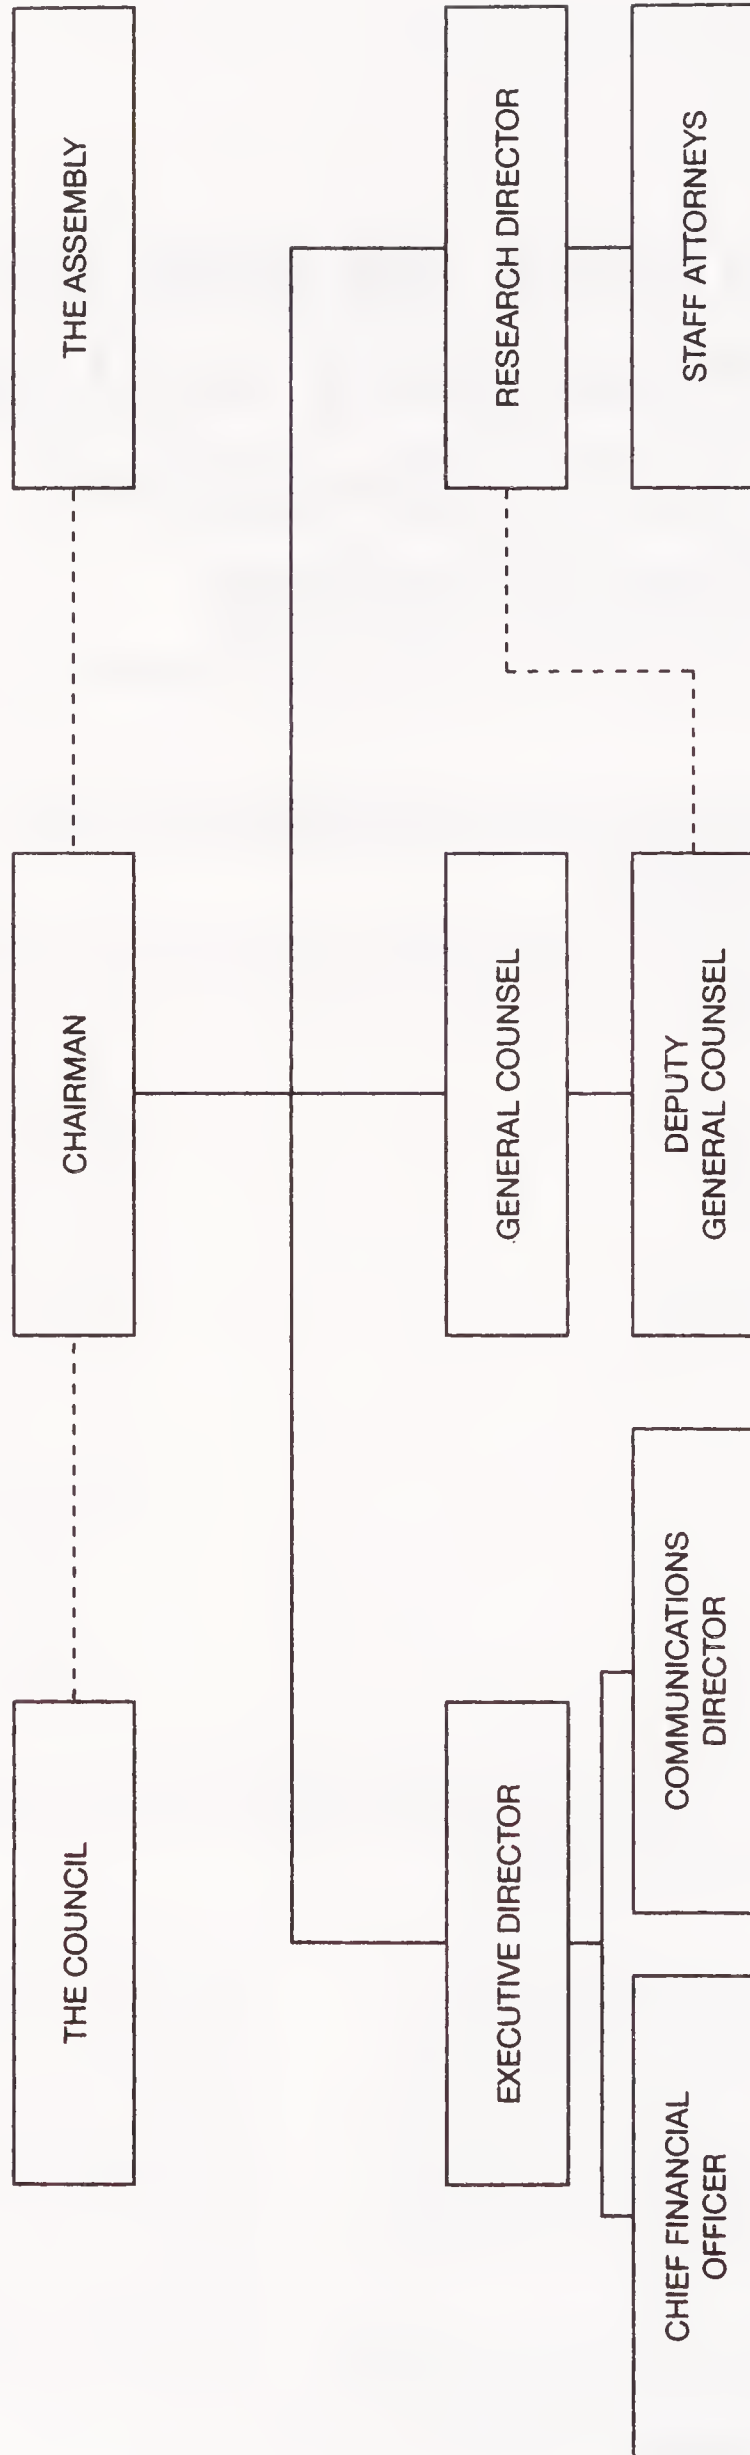 THE COUNCIL
CHAIRMAN
THE ASSEMBLY
EXECUTIVE DIRECTOR
GENERAL COUNSEL
RESEARCH DIRECTOR
CHIEF FINANCIAL
OFFICER
COMMUNICATIONS
DIRECTOR
DEPUTY
GENERAL COUNSEL
STAFF ATTORNEYS